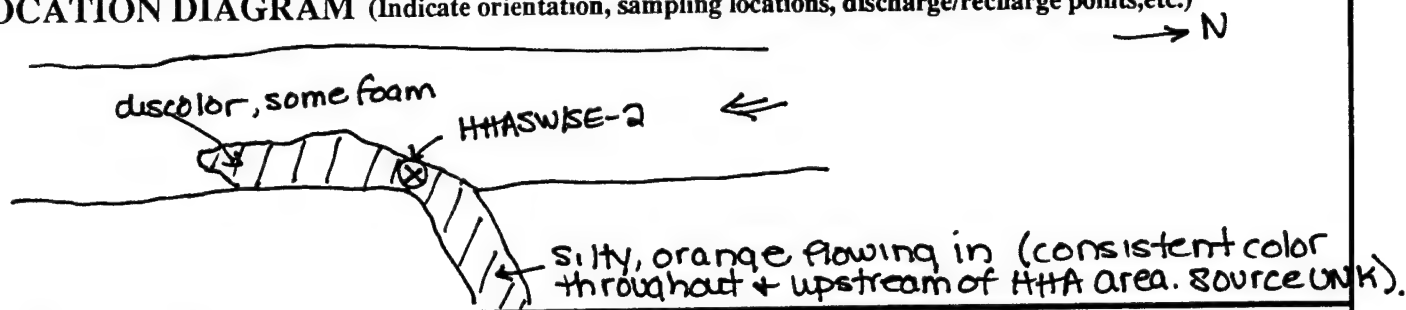 OCATION DIAGRAM (Indicate orientation, sampling locations, discharge/recharge points,etc.)
N
discolor, some foam
HHASW/SE-2
silty, orange flowing in (consistent color
throughout + upstream of HHA area. Source UNK).